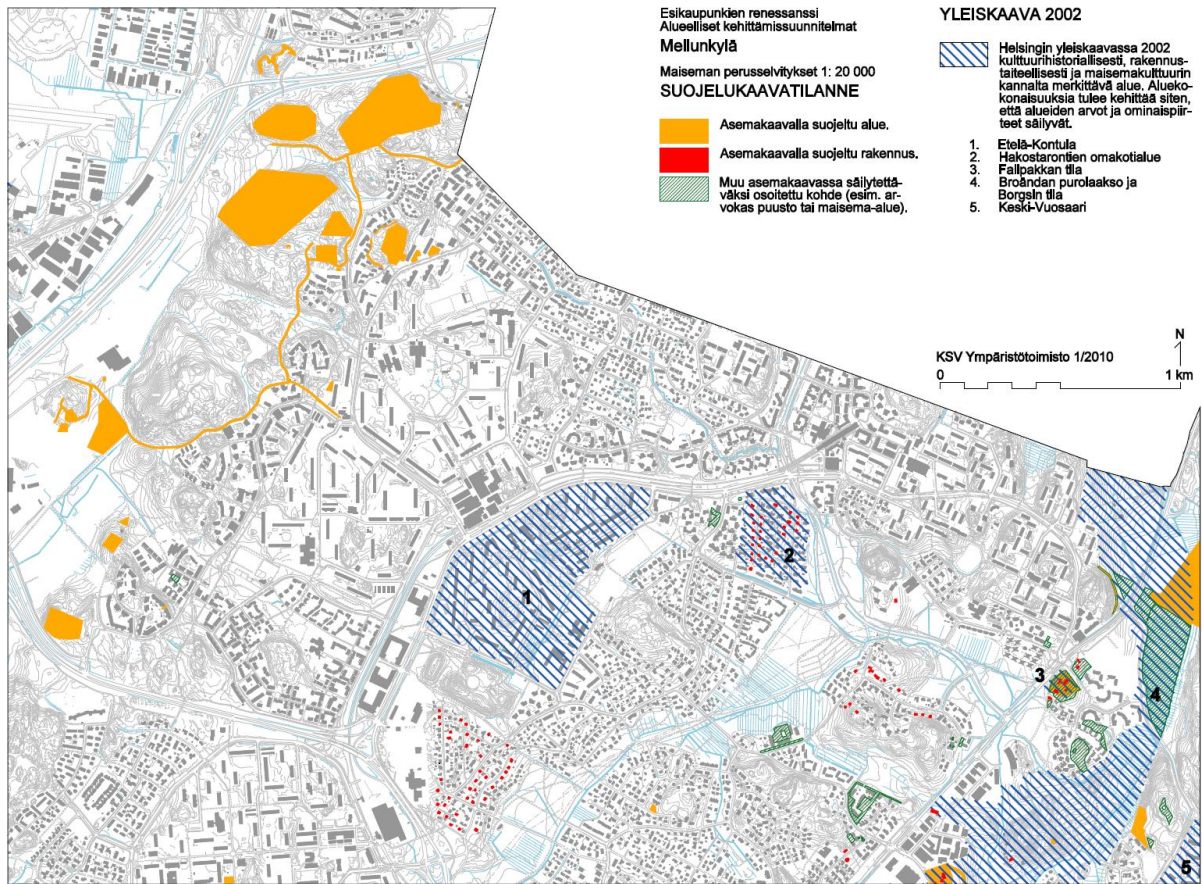 Esikaupunkien renessanssi
Alueelliset kehittämissuunnitelmat
Mellunkylä
Maiseman perusselvitykset 1: 20 000
SUOJELUKAAVATILANNE
Asemakaavalla suojeltu alue.
Asemakaavalla suojeltu rakennus.
Muu asemakaavassa säilytettä-
väksi osoitettu kohde (esim. ar-
vokas puusto tai maisema-alue).
YLEISKAAVA 2002
Helsingin yleiskaavassa 2002
kulttuurihistoriallisesti, rakennus-
taiteellisesti ja maisemakulttuurin
kannalta merkittävä alue. Alueko-
konaisuuksia tulee kehittää siten,
että alueiden arvot ja ominaispiir-
teet säilyvät.
1. Etelä-Kontula
2. Hakostarontien omakotialue
3. Fallpakkan tila
4. Broändan purolaakso ja
Borgsin tila
5. Keski-Vuosaari
N
KSV Ympäristötoimisto 1/2010
0 1 km
1
2
3
4
5